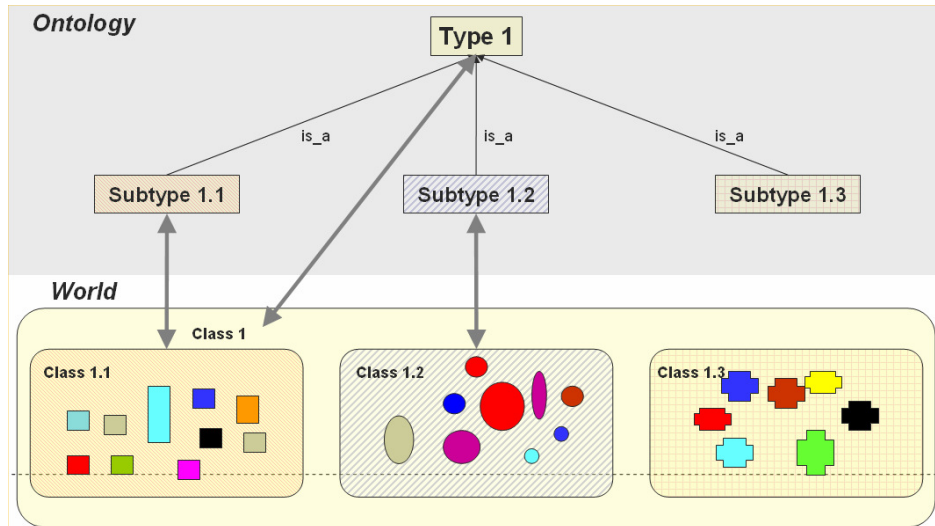 Ontology
Type 1
is_a
is_a
is_a
Subtype 1.1
Subtype 1.2
Subtype 1.3
World
Class 1
Class 1.1
Class 1.2
Class 1.3